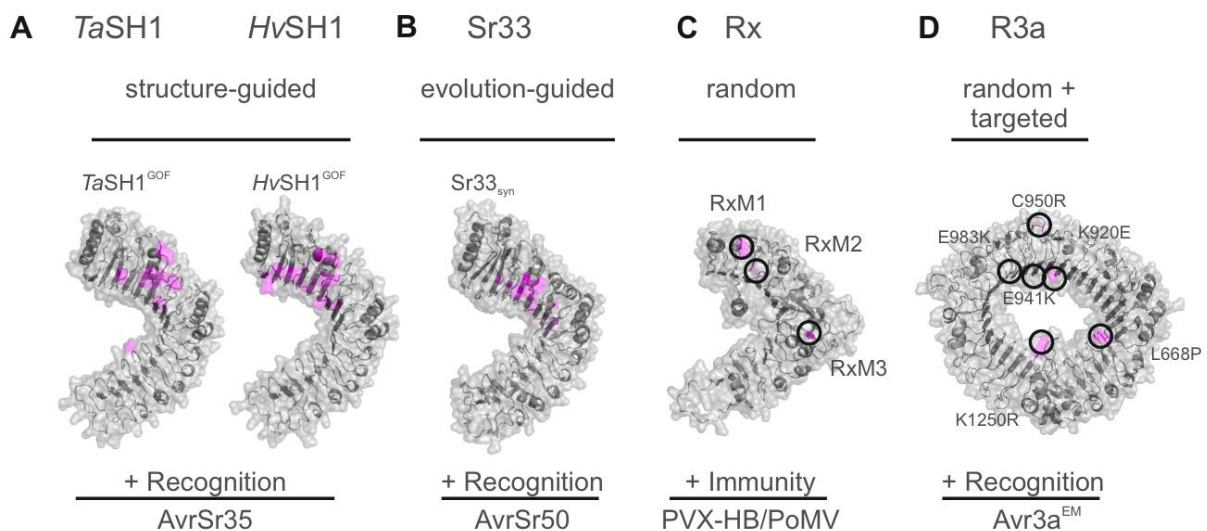 A TaSH1 HvSH1 B Sr33 C Rx D R3a
structure-guided evolution-guided random random +
targeted
TaSH1GOF HvSH1GOF Sr33syn
RxM1
RxM2
RxM3
C950R
E983K K920E
E941K
L668P
K1250R
+ Recognition + Recognition + Immunity + Recognition
AvrSr35 AvrSr50 PVX-HB/PoMV Avr3aEM